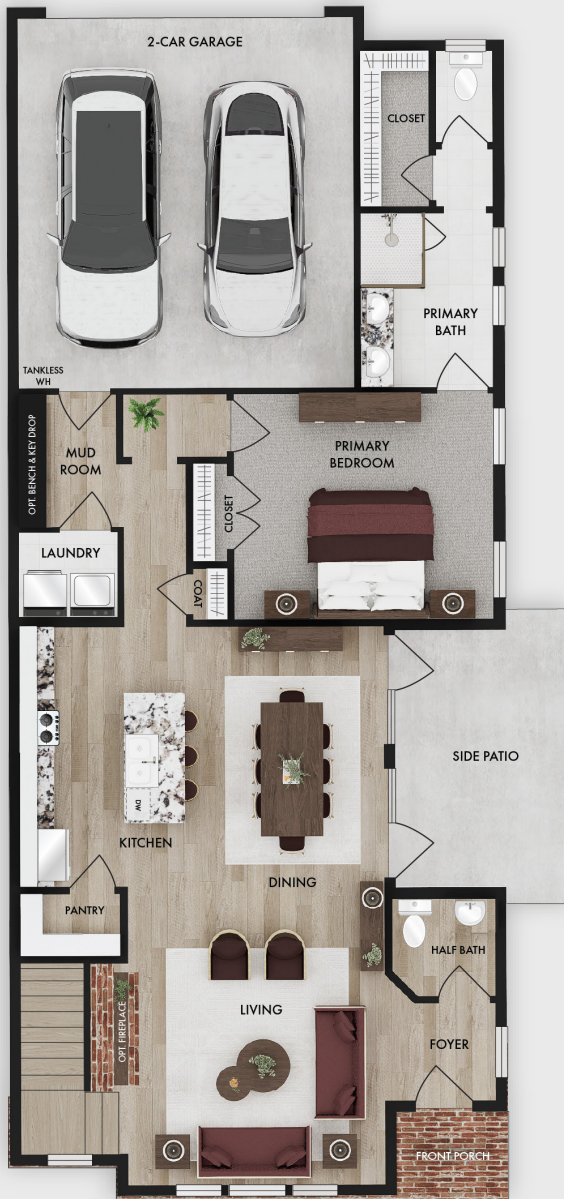 2-CAR GARAGE
CLOSET
PRIMARY
BATH
TANKLESS
WH
OPT. BENCH & KEY DROP
MUD
ROOM
PRIMARY
BEDROOM
CLOSET
LAUNDRY
COAT
SIDE PATIO
DW
KITCHEN
DINING
PANTRY
HALF BATH
LIVING
OPT. FIREPLACE
FOYER
FRONT PORCH